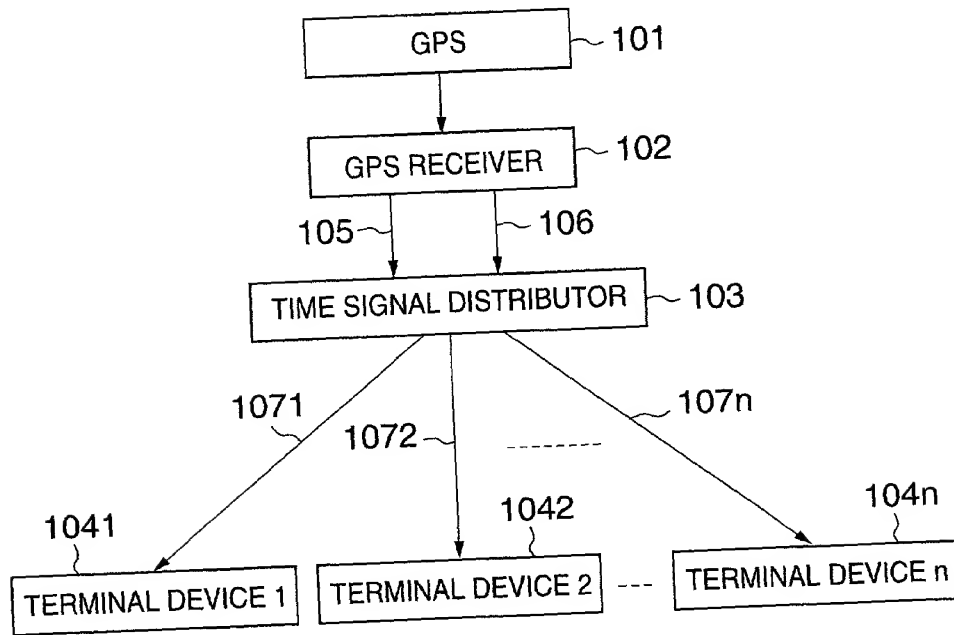 GPS
101
GPS RECEIVER
102
105
106
TIME SIGNAL DISTRIBUTOR
103
1071
1072
107n
1041
1042
104n
TERMINAL DEVICE 1
TERMINAL DEVICE 2
TERMINAL DEVICE n